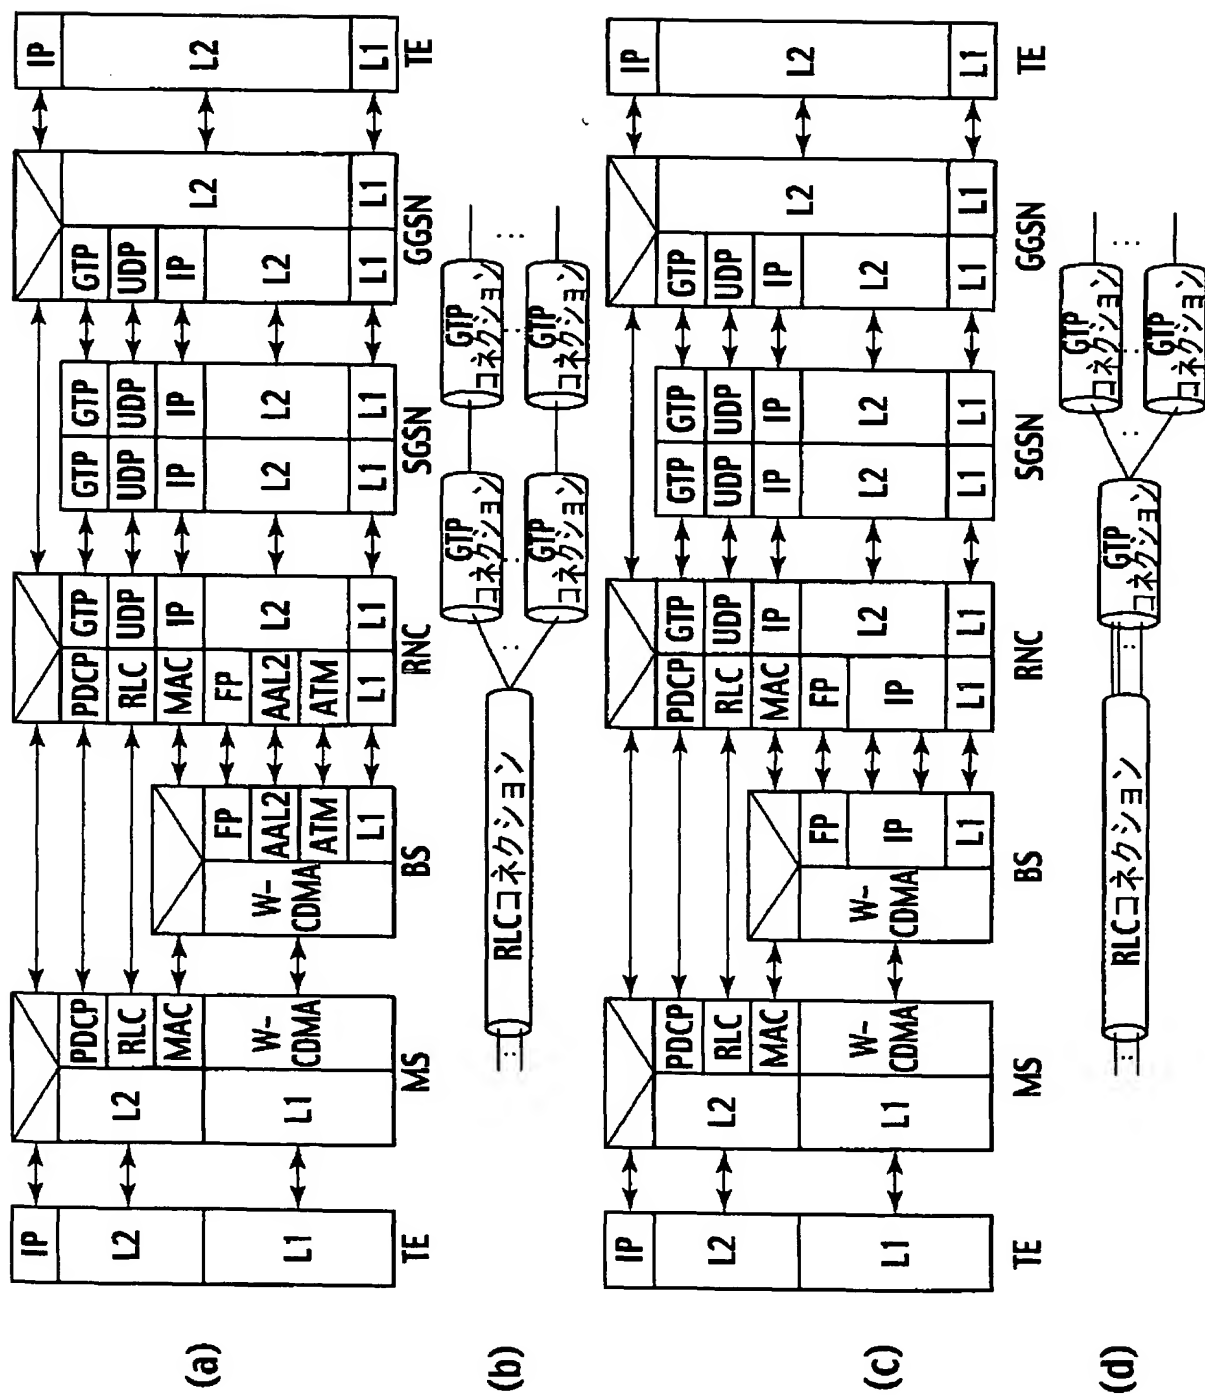 (a)
IP
L2
L1
TE
L2
L1
PDCP
RLC
MAC
W-
CDMA
MS
W-
CDMA
FP
AAL2
ATM
L1
BS
PDCP
RLC
MAC
FP
AAL2
ATM
L1
GTP
UDP
IP
L2
L1
RNC
GTP
UDP
IP
L2
L1
GTP
UDP
IP
L2
L1
SGSN
GTP
UDP
IP
L2
L1
L2
L1
GGSN
IP
L2
L1
TE
(b)
RLCコネクション
GTP
コネクション
GTP
コネクション
GTP
コネクション
GTP
コネクション
(c)
IP
L2
L1
TE
L2
L1
PDCP
RLC
MAC
W-
CDMA
MS
W-
CDMA
FP
IP
L1
BS
PDCP
RLC
MAC
FP
IP
L1
GTP
UDP
IP
L2
L1
RNC
GTP
UDP
IP
L2
L1
GTP
UDP
IP
L2
L1
SGSN
GTP
UDP
IP
L2
L1
L2
L1
GGSN
IP
L2
L1
TE
(d)
RLCコネクション
GTP
コネクション
GTP
コネクション
GTP
コネクション